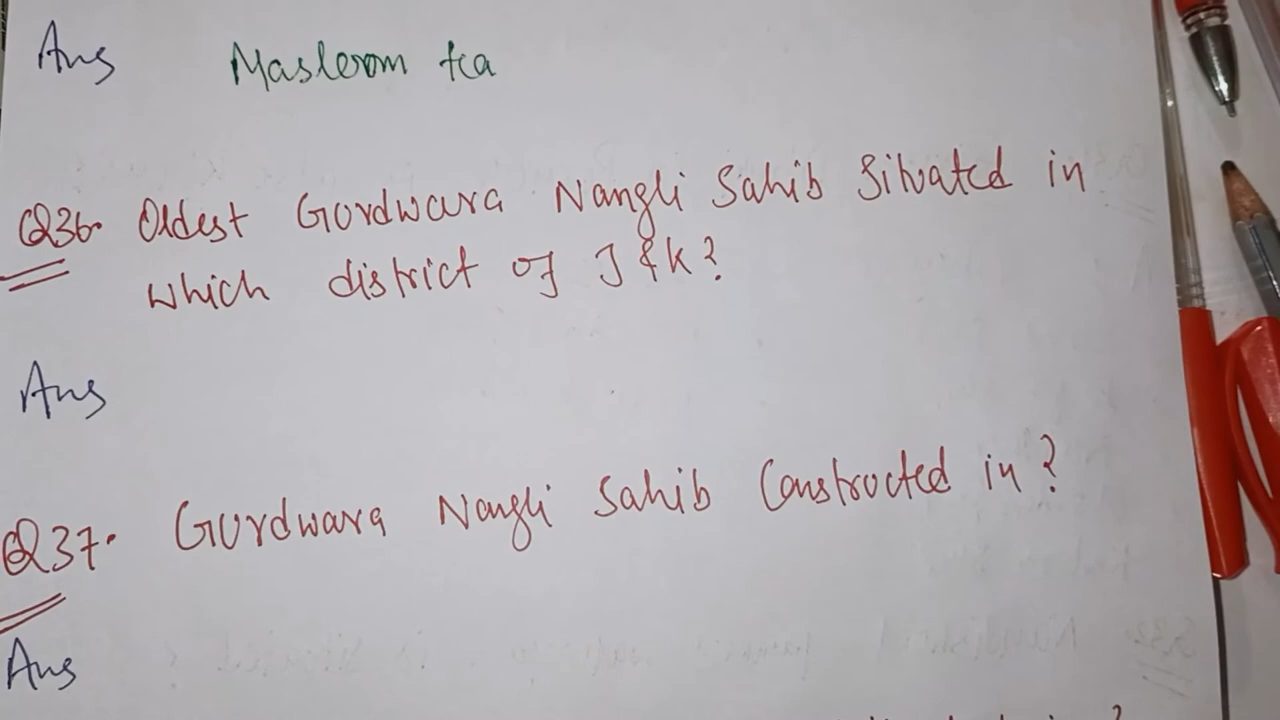 Ans Masleom tea
Q36. Oldest Gurdwara Nangli Sahib Situated in
which district of J & K?
Ans
Q37. Gurdwara Nangli Sahib Constructed in?
Ans